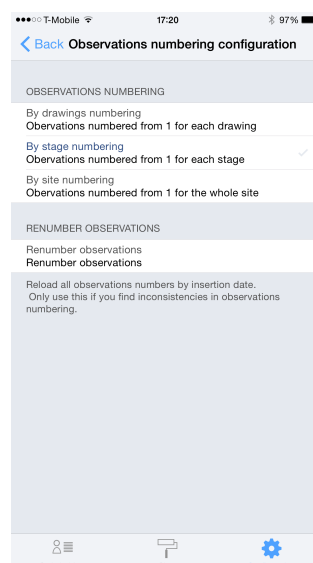 T-Mobile 17:20 97%
Back Observations numbering configuration
OBSERVATIONS NUMBERING
By drawings numbering
Obervations numbered from 1 for each drawing
By stage numbering
Obervations numbered from 1 for each stage
By site numbering
Obervations numbered from 1 for the whole site
RENUMBER OBSERVATIONS
Renumber observations
Renumber observations
Reload all observations numbers by insertion date.
Only use this if you find inconsistencies in observations
numbering.